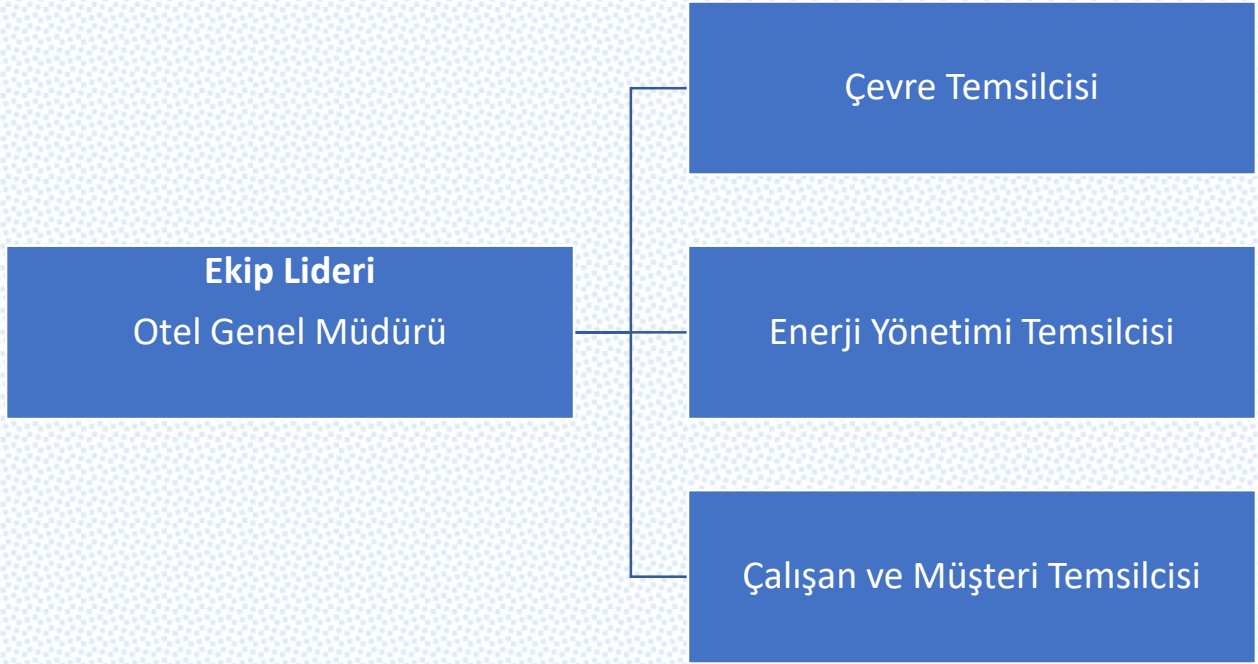 Çevre Temsilcisi
Ekip Lideri
Otel Genel Müdürü
Enerji Yönetimi Temsilcisi
Çalışan ve Müşteri Temsilcisi